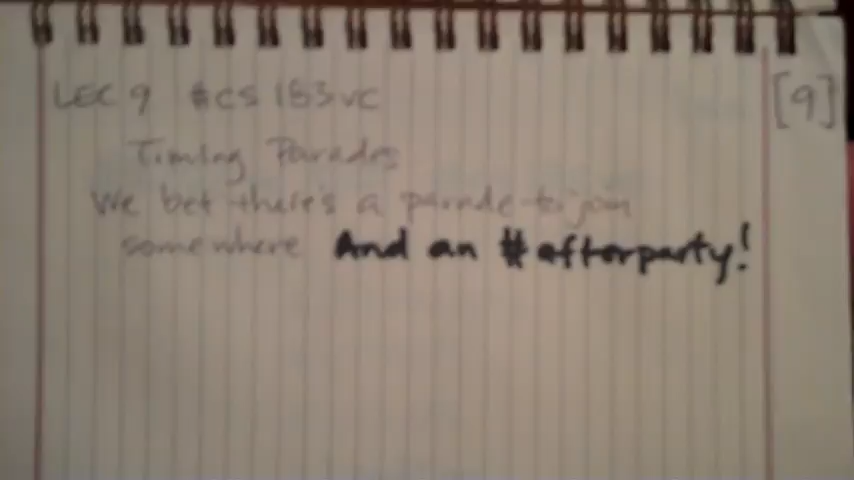 LEC 9 #CS 183VC
[9]
Timing Parades
We bet there's a parade to join
somewhere And an #afterparty!